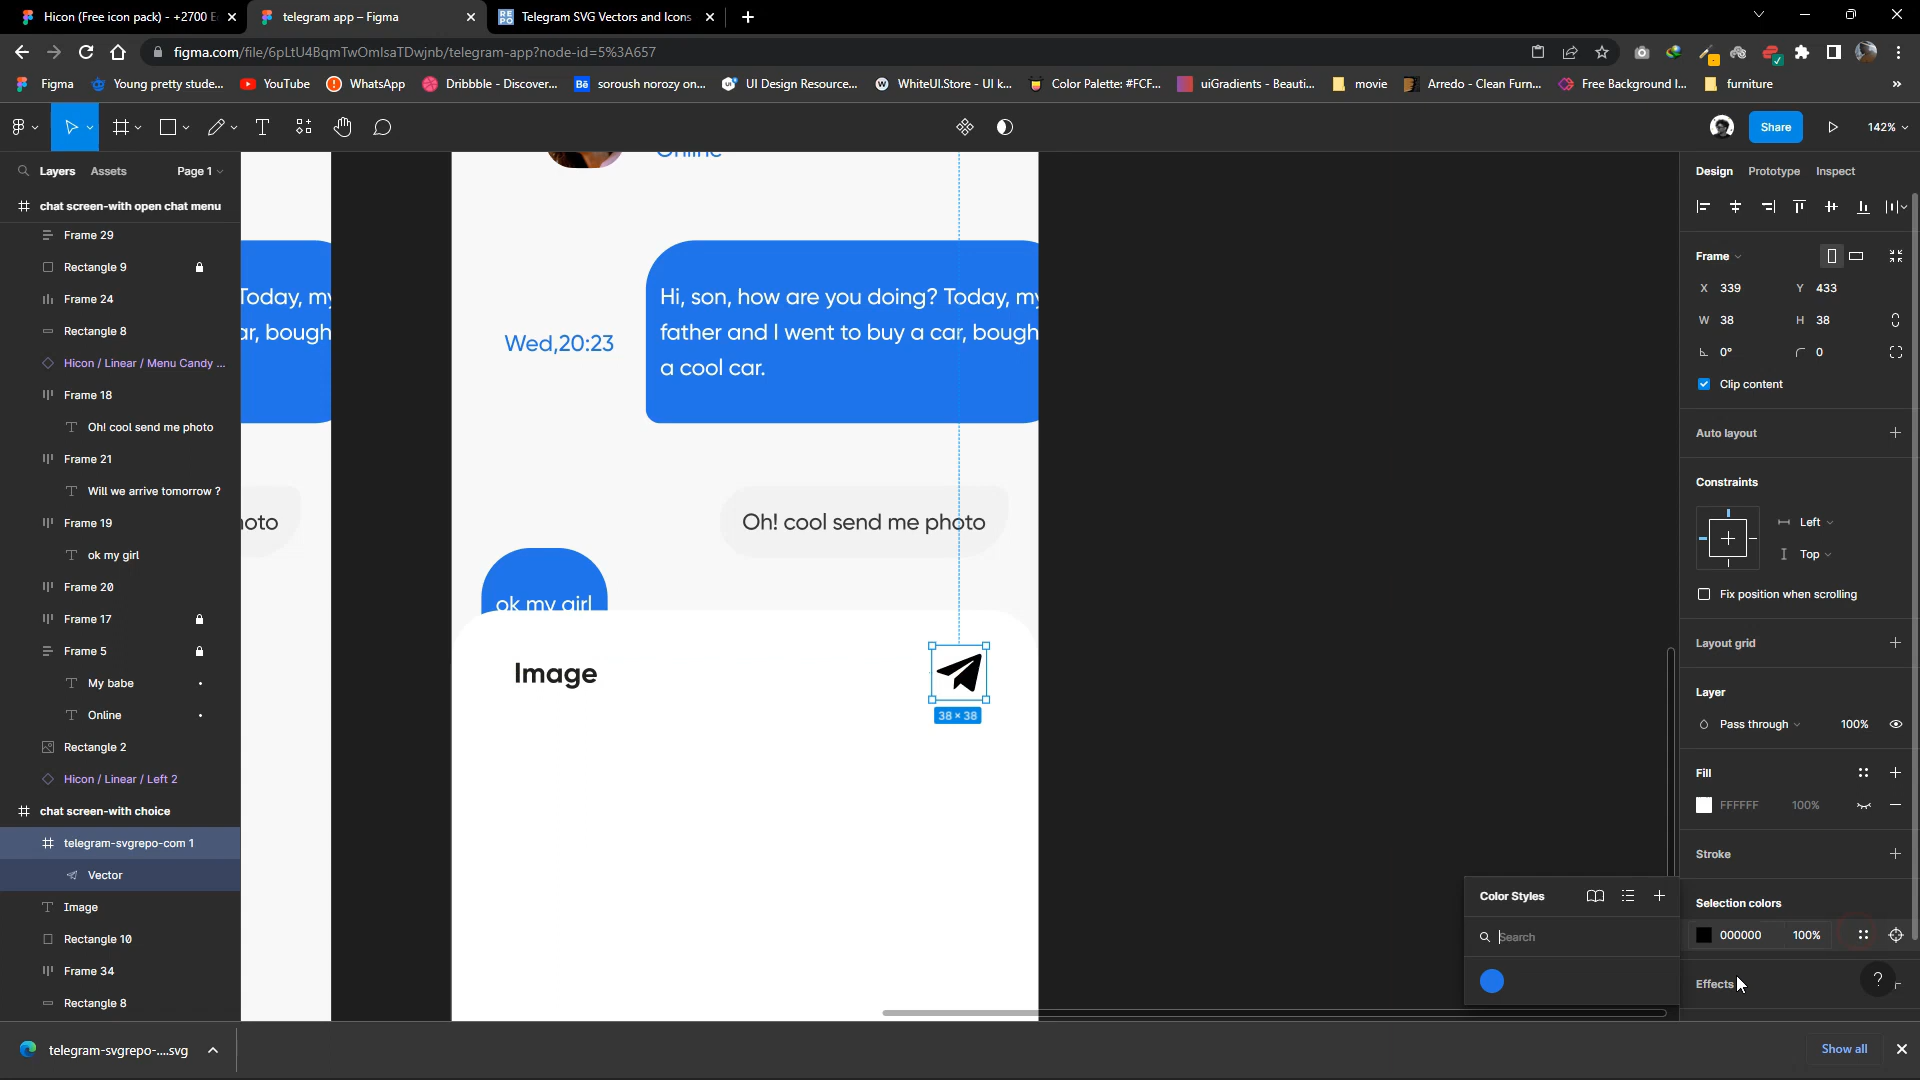 Hicon (Free icon pack) - +2700 E
telegram app – Figma
Telegram SVG Vectors and Icons
figma.com/file/6pLtU4BqmTwOmIsaTDwjnb/telegram-app?node-id=5%3A657
Figma
Young pretty stude...
YouTube
WhatsApp
Dribbble - Discover...
Bē
soroush norozy on...
UI Design Resource...
WhiteUI.Store - UI k...
Color Palette: #FCF...
uiGradients - Beauti...
movie
Arredo - Clean Furn...
Free Background I...
furniture
Share
142%
Layers
Assets
Page 1
Design
Prototype
Inspect
chat screen-with open chat menu
Frame 29
Rectangle 9
Frame 24
Rectangle 8
Hicon / Linear / Menu Candy ...
Frame 18
Oh! cool send me photo
Frame 21
Will we arrive tomorrow ?
Frame 19
ok my girl
Frame 20
Frame 17
Frame 5
My babe
Online
Rectangle 2
Hicon / Linear / Left 2
chat screen-with choice
telegram-svgrepo-com 1
Vector
Image
Rectangle 10
Frame 34
Rectangle 8
Today, my
ar, bough
hoto
Online
Hi, son, how are you doing? Today, my
father and I went to buy a car, bough
a cool car.
Wed,20:23
Oh! cool send me photo
ok my girl
Image
38 × 38
Frame
X 339
Y 433
W 38
H 38
0°
0
Clip content
Auto layout
Constraints
Left
Top
Fix position when scrolling
Layout grid
Layer
Pass through
100%
Fill
FFFFFF
100%
Stroke
Selection colors
000000
100%
Effects
?
Color Styles
Search
telegram-svgrepo-....svg
Show all